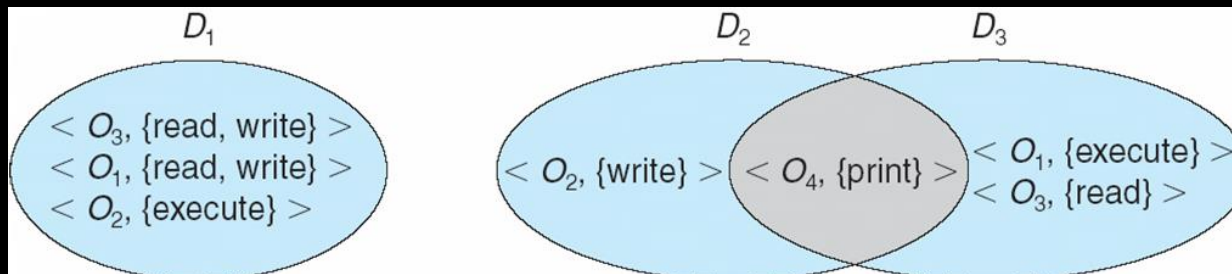 D₁
D₂
D₃
< O₃, {read, write} >
< O₁, {read, write} >
< O₂, {execute} >
< O₂, {write} >
< O₄, {print} >
< O₁, {execute} >
< O₃, {read} >